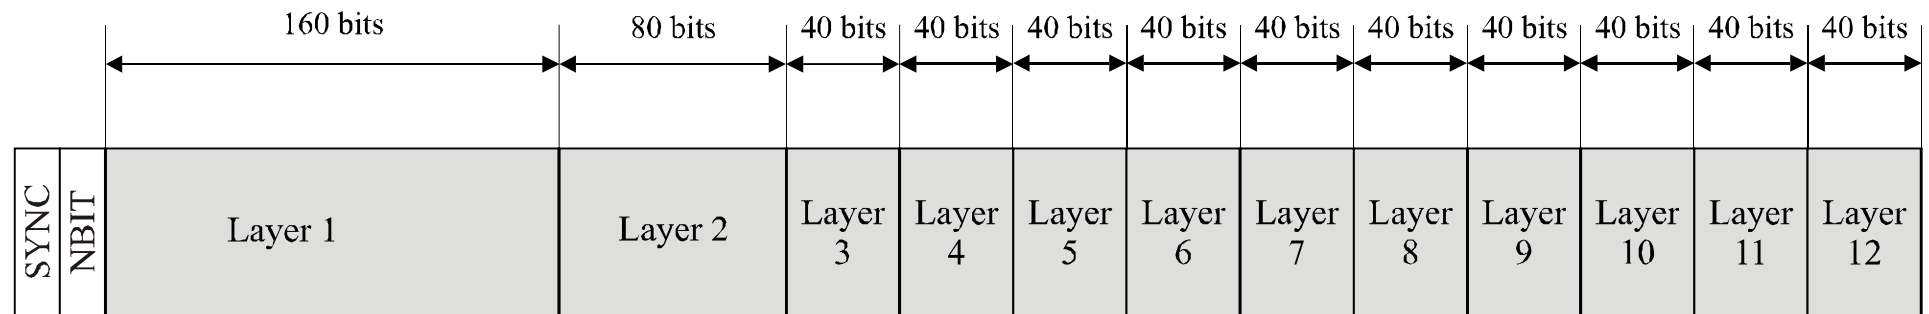 160 bits
80 bits
40 bits
40 bits
40 bits
40 bits
40 bits
40 bits
40 bits
40 bits
40 bits
40 bits
SYNC
NBIT
Layer 1
Layer 2
Layer
3
Layer
4
Layer
5
Layer
6
Layer
7
Layer
8
Layer
9
Layer
10
Layer
11
Layer
12